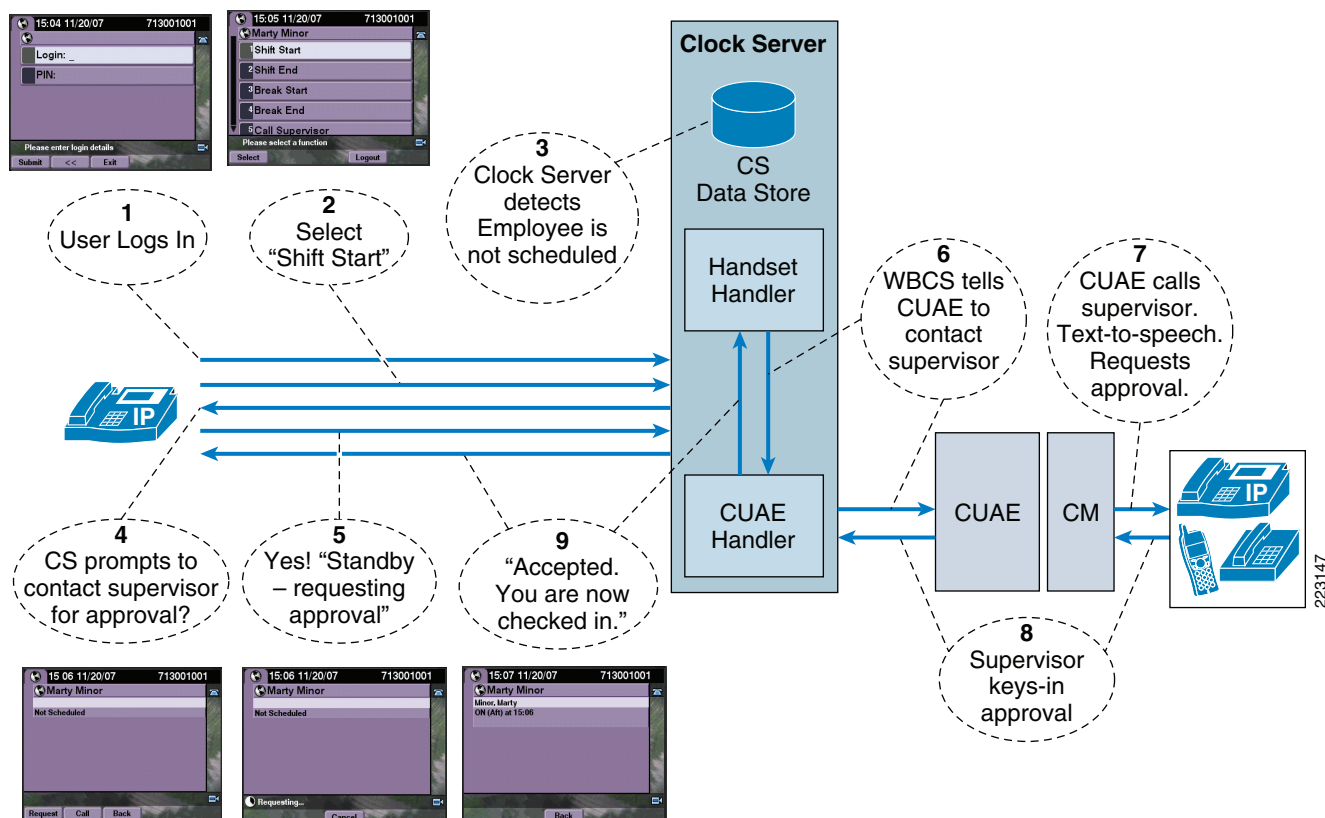 15:04 11/20/07 713001001
Login: _
PIN:
Please enter login details
Submit << Exit
15:05 11/20/07 713001001
Marty Minor
1 Shift Start
2 Shift End
3 Break Start
4 Break End
5 Call Supervisor
Please select a function
Select Logout
Clock Server
CS
Data Store
1
User Logs In
2
Select
“Shift Start”
3
Clock Server
detects
Employee is
not scheduled
Handset
Handler
6
WBCS tells
CUAE to
contact
supervisor
7
CUAE calls
supervisor.
Text-to-speech.
Requests
approval.
IP
CUAE
Handler
CUAE
CM
IP
4
CS prompts to
contact supervisor
for approval?
5
Yes! “Standby
– requesting
approval”
9
“Accepted.
You are now
checked in.”
8
Supervisor
keys-in
approval
223147
15 06 11/20/07 713001001
Marty Minor
Not Scheduled
Request Call Back
15:06 11/20/07 713001001
Marty Minor
Not Scheduled
Requesting...
Cancel
15:07 11/20/07 713001001
Marty Minor
Minor, Marty
ON (Aft) at 15:06
Back